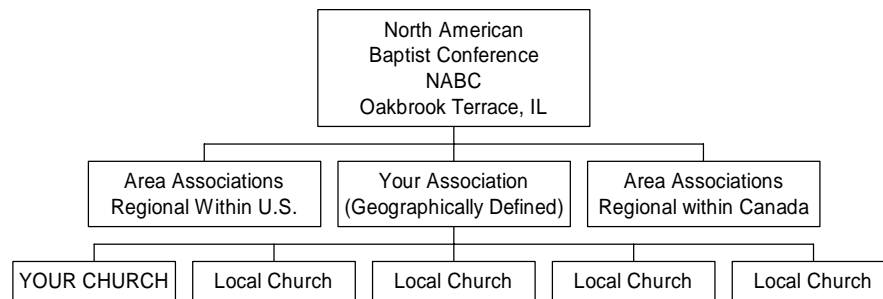 North American
Baptist Conference
NABC
Oakbrook Terrace, IL
Area Associations
Regional Within U.S.
Your Association
(Geographically Defined)
Area Associations
Regional within Canada
YOUR CHURCH
Local Church
Local Church
Local Church
Local Church